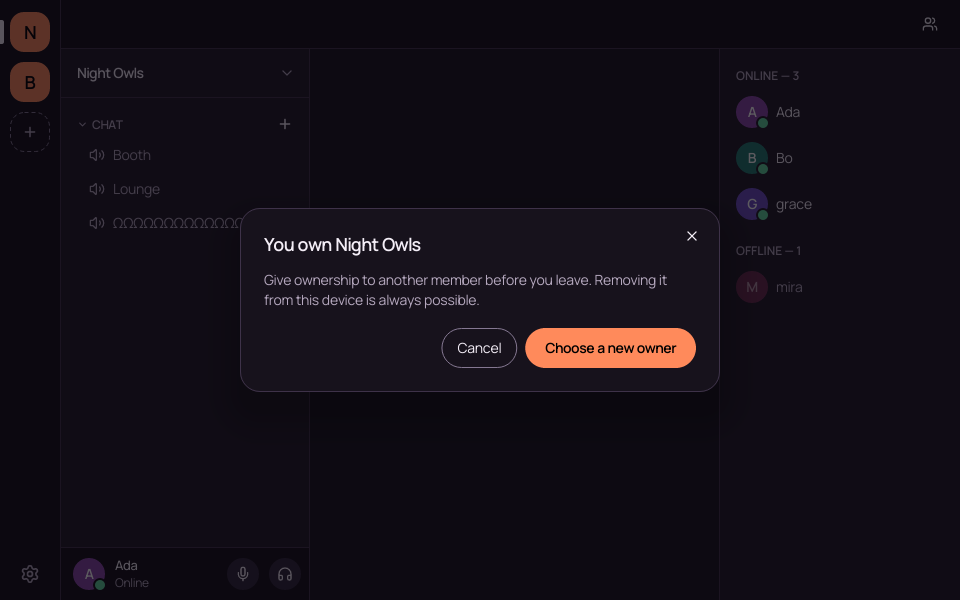 N
B
Night Owls
CHAT
Booth
Lounge
ONLINE — 3
A
Ada
B
Bo
G
grace
OFFLINE — 1
M
mira
You own Night Owls
Give ownership to another member before you leave. Removing it
from this device is always possible.
Cancel
Choose a new owner
A
Ada
Online